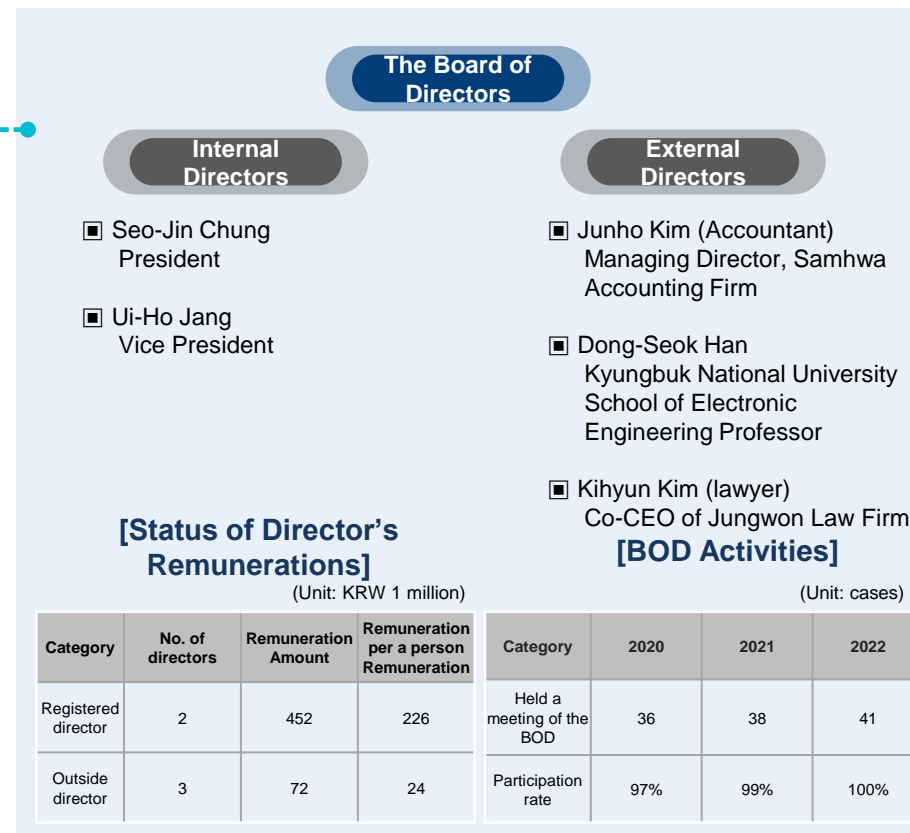 The Board of
Directors
Internal
Directors
External
Directors
▣ Seo-Jin Chung
President
▣ Ui-Ho Jang
Vice President
▣ Junho Kim (Accountant)
Managing Director, Samhwa
Accounting Firm
▣ Dong-Seok Han
Kyungbuk National University
School of Electronic
Engineering Professor
▣ Kihyun Kim (lawyer)
Co-CEO of Jungwon Law Firm
[Status of Director’s
Remunerations]
(Unit: KRW 1 million)
Category No. of directors Remuneration Amount Remuneration per a person Remuneration
Registered director 2 452 226
Outside director 3 72 24
[BOD Activities]
(Unit: cases)
Category 2020 2021 2022
Held a meeting of the BOD 36 38 41
Participation rate 97% 99% 100%